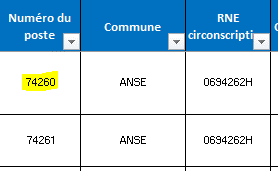 Numéro du poste Commune RNE circonscripti
74260 ANSE 0694262H
74261 ANSE 0694262H